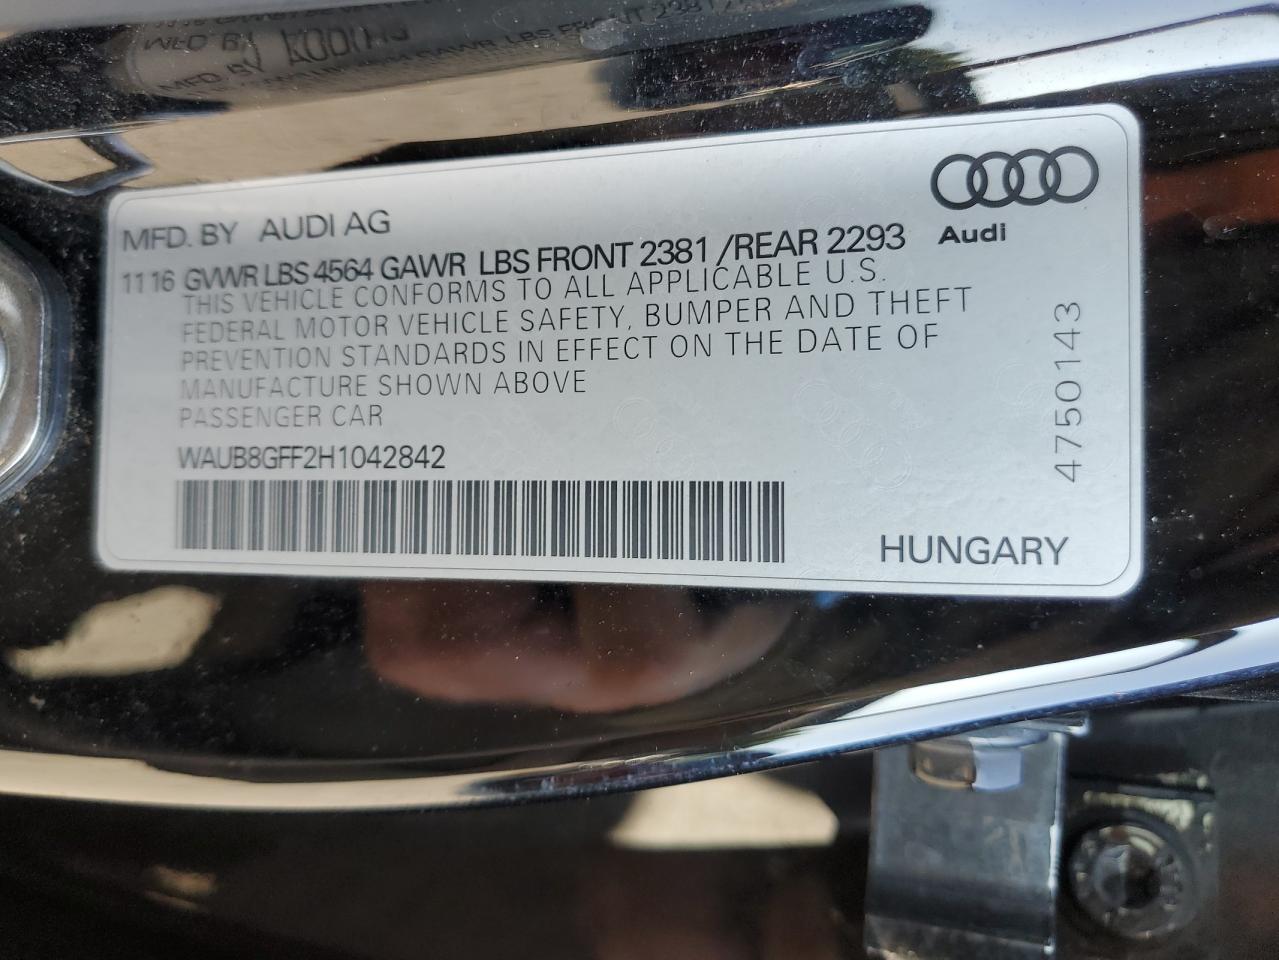 MFD. BY AUDI AG
1116 GVWR LBS 4564 GAWR LBS FRONT 2381 /REAR 2293
Audi
THIS VEHICLE CONFORMS TO ALL APPLICABLE U.S.
FEDERAL MOTOR VEHICLE SAFETY, BUMPER AND THEFT
PREVENTION STANDARDS IN EFFECT ON THE DATE OF
MANUFACTURE SHOWN ABOVE
PASSENGER CAR
WAUB8GFF2H1042842
4750143
HUNGARY